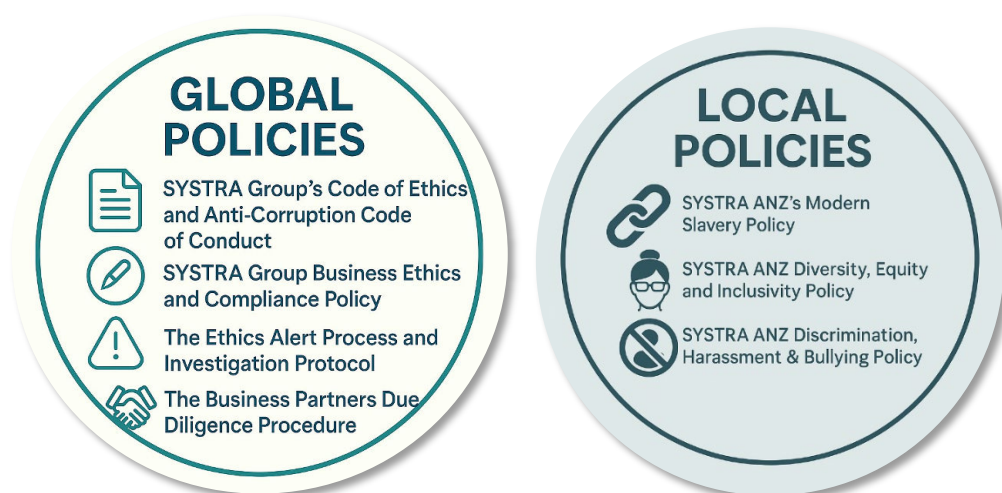 GLOBAL
POLICIES
SYSTRA Group's Code of Ethics
and Anti-Corruption Code
of Conduct
SYSTRA Group Business Ethics
and Compliance Policy
The Ethics Alert Process and
Investigation Protocol
The Business Partners Due
Diligence Procedure
LOCAL
POLICIES
SYSTRA ANZ's Modern
Slavery Policy
SYSTRA ANZ Diversity, Equity
and Inclusivity Policy
SYSTRA ANZ Discrimination,
Harassment & Bullying Policy